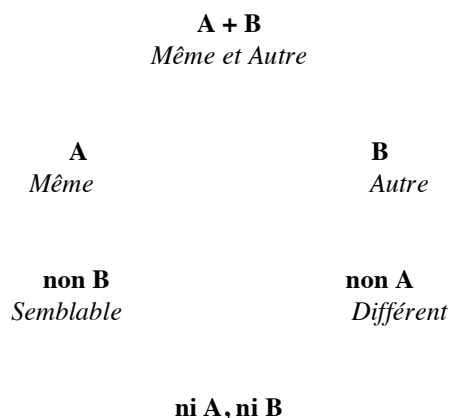 A + B
Même et Autre
A B
Même Autre
non B non A
Semblable Différent
ni A, ni B